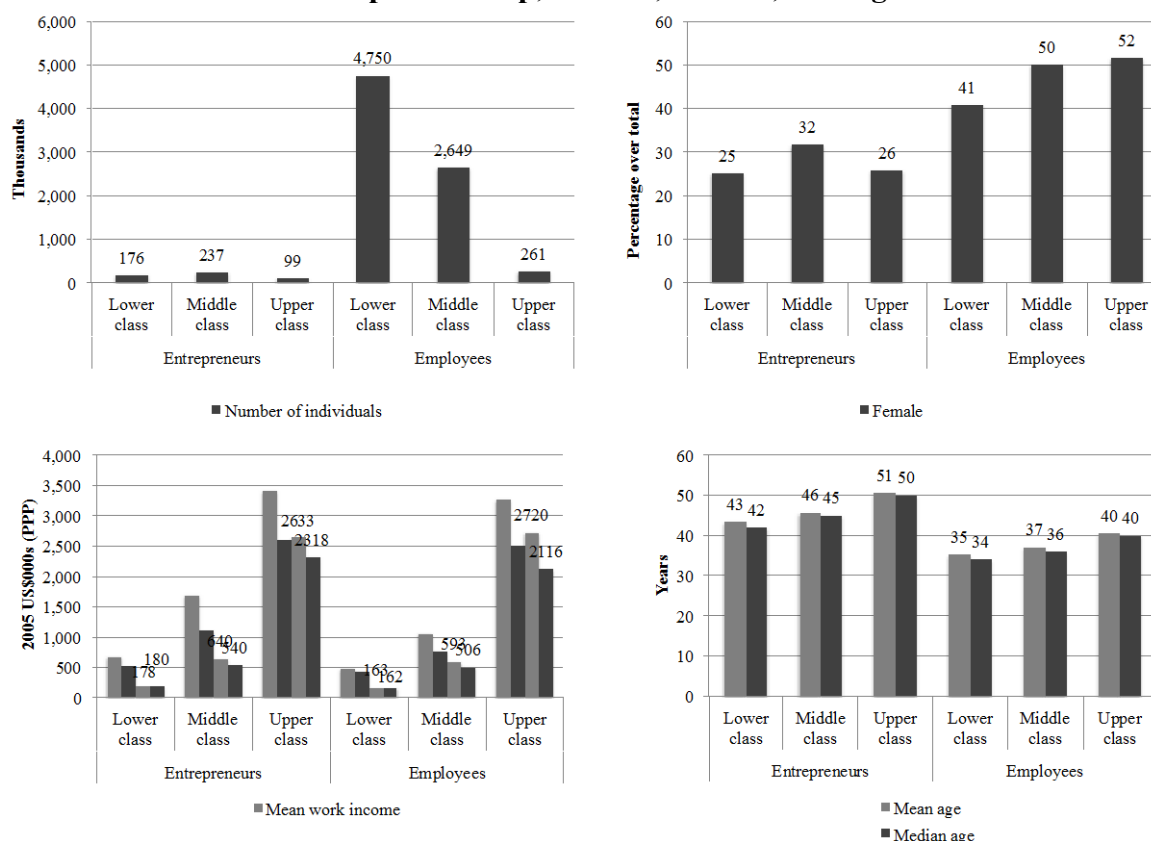 6,000
5,000
4,000
3,000
2,000
1,000
0
Thousands
176
237
99
4,750
2,649
261
Lower class
Middle class
Upper class
Lower class
Middle class
Upper class
Entrepreneurs
Employees
Number of individuals
60
50
40
30
20
10
0
Percentage over total
25
32
26
41
50
52
Lower class
Middle class
Upper class
Lower class
Middle class
Upper class
Entrepreneurs
Employees
Female
4,000
3,500
3,000
2,500
2,000
1,500
1,000
500
0
2005 US$000s (PPP)
178
180
640
540
2633
2318
163
162
593
506
2720
2116
Lower class
Middle class
Upper class
Lower class
Middle class
Upper class
Entrepreneurs
Employees
Mean work income
60
50
40
30
20
10
0
Years
43
42
46
45
51
50
35
34
37
36
40
40
Lower class
Middle class
Upper class
Lower class
Middle class
Upper class
Entrepreneurs
Employees
Mean age
Median age